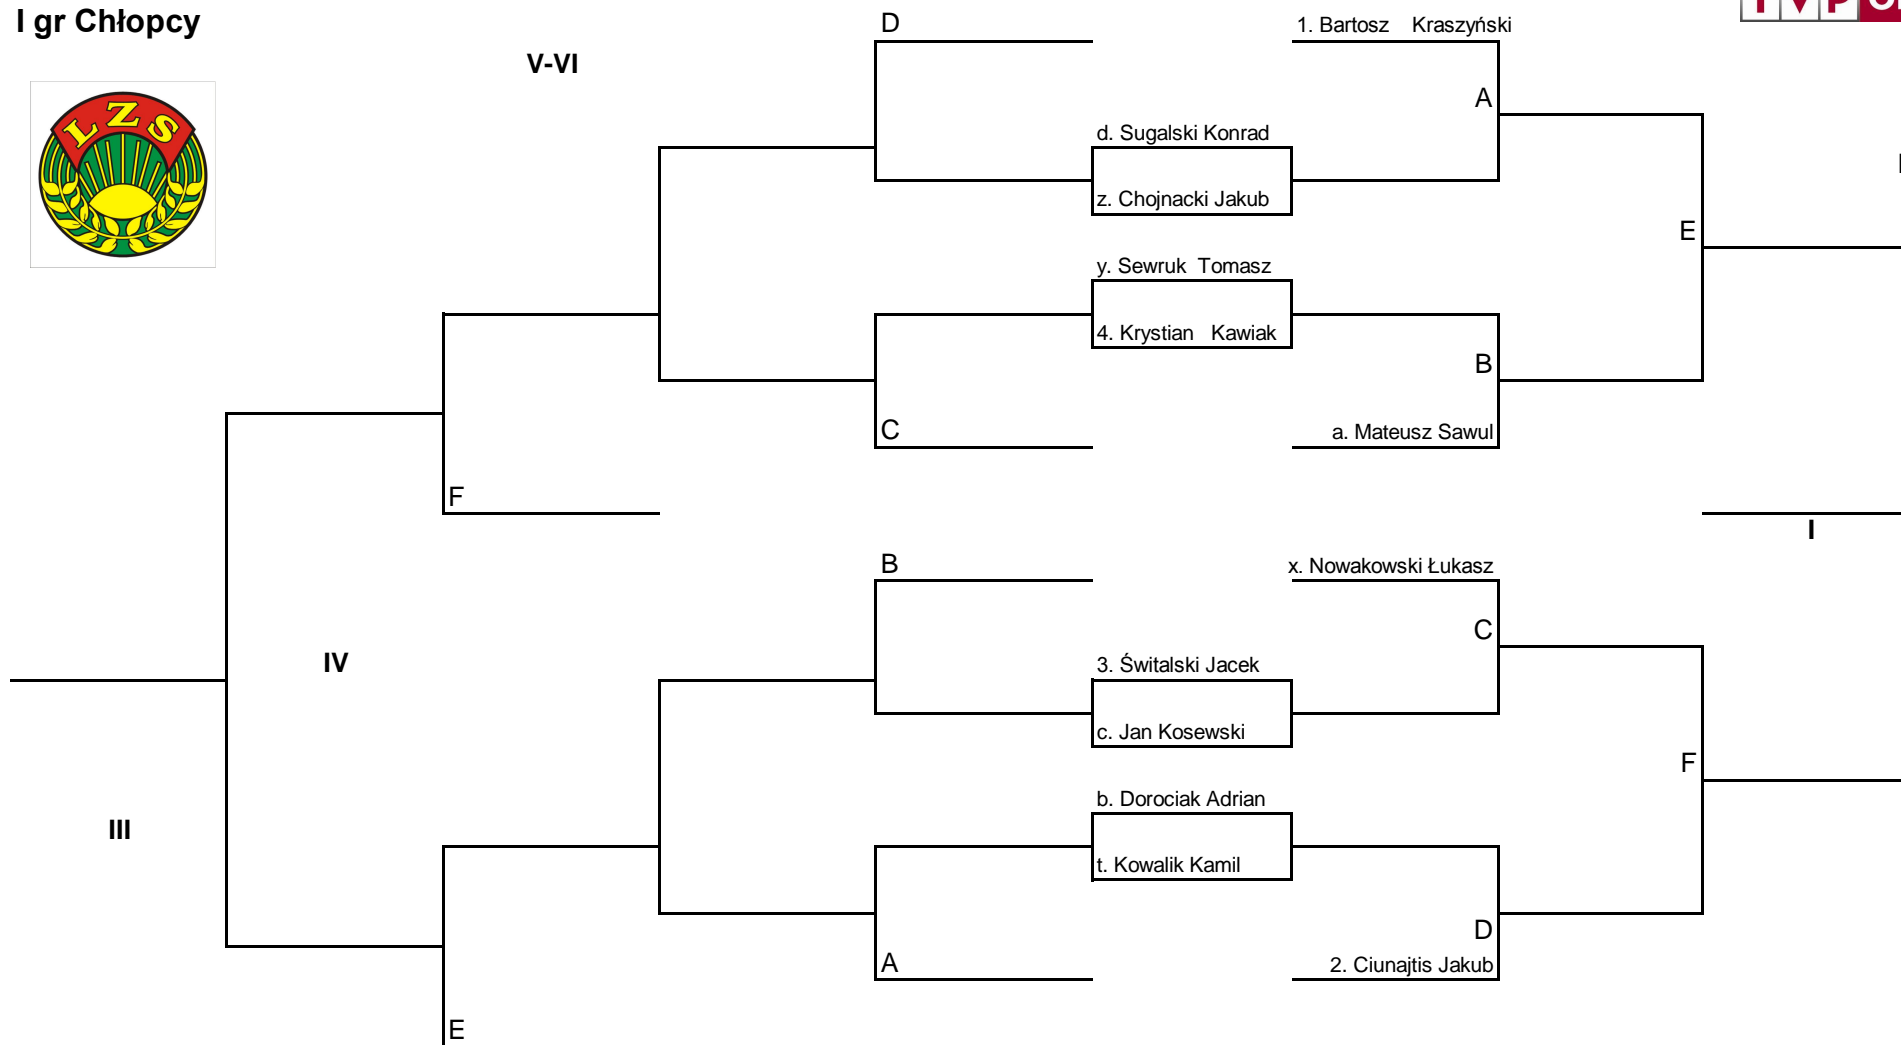 I gr Chłopcy
D
1. Bartosz Kraszyński
V-VI
LZS
A
d. Sugalski Konrad
z. Chojnacki Jakub
E
y. Sewruk Tomasz
4. Krystian Kawiak
B
C
a. Mateusz Sawul
F
I
B
x. Nowakowski Łukasz
C
IV
3. Świtalski Jacek
c. Jan Kosewski
F
b. Dorociak Adrian
III
t. Kowalik Kamil
D
A
2. Ciunajtis Jakub
E